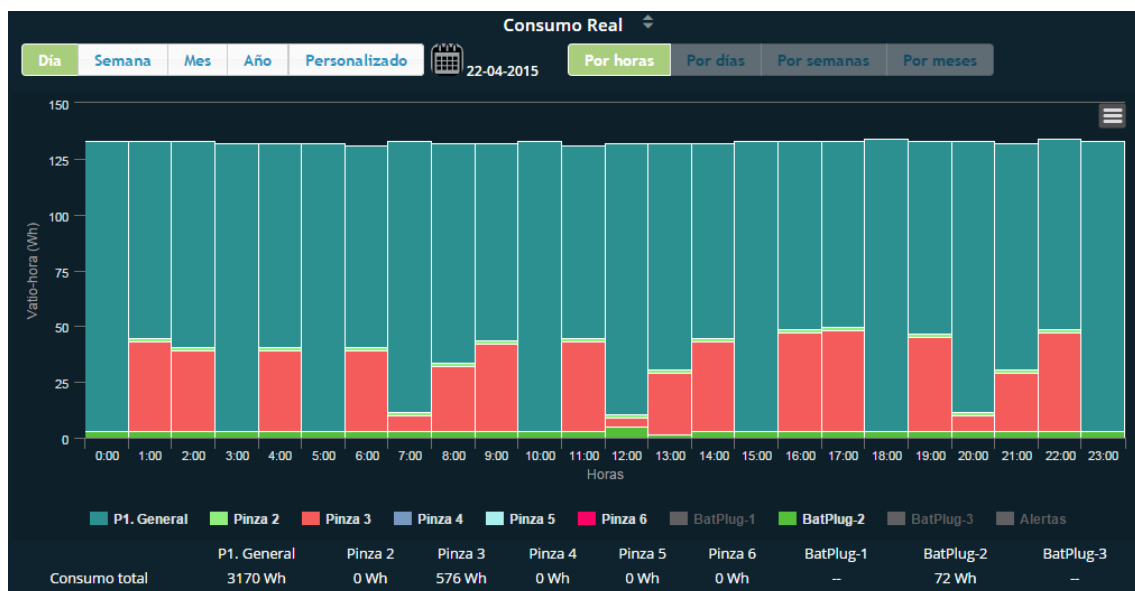 Consumo Real
Día Semana Mes Año Personalizado 22-04-2015 Por horas Por días Por semanas Por meses
150
125
100
75
50
25
0
Vatio-hora (Wh)
0:00 1:00 2:00 3:00 4:00 5:00 6:00 7:00 8:00 9:00 10:00 11:00 12:00 13:00 14:00 15:00 16:00 17:00 18:00 19:00 20:00 21:00 22:00 23:00
Horas
P1. General Pinza 2 Pinza 3 Pinza 4 Pinza 5 Pinza 6 BatPlug-1 BatPlug-2 BatPlug-3 Alertas
P1. General Pinza 2 Pinza 3 Pinza 4 Pinza 5 Pinza 6 BatPlug-1 BatPlug-2 BatPlug-3
Consumo total 3170 Wh 0 Wh 576 Wh 0 Wh 0 Wh 0 Wh -- 72 Wh --